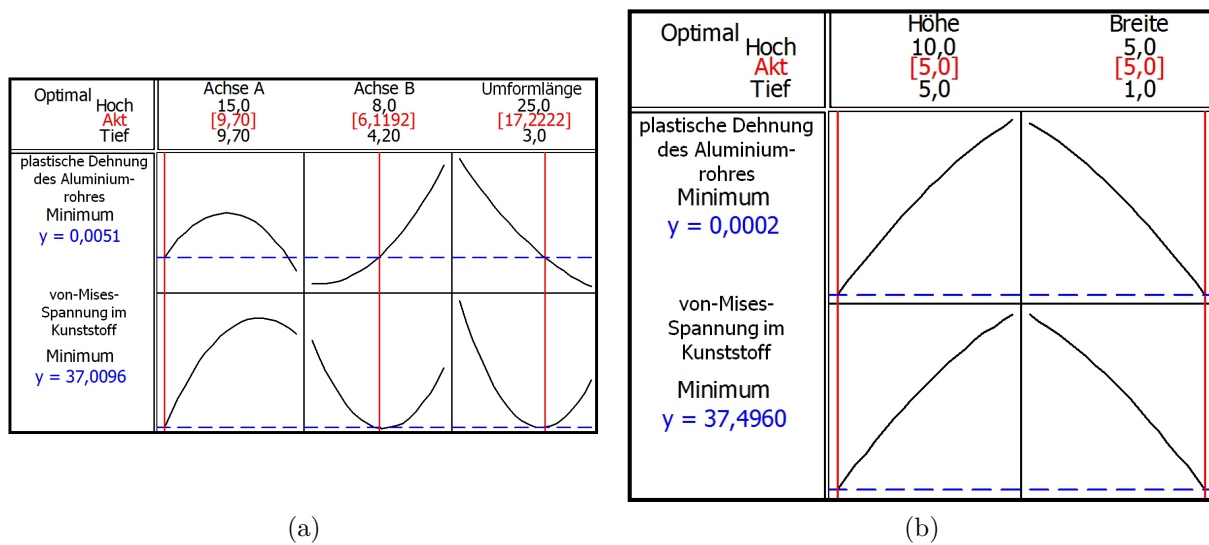 Optimal
Achse A
Achse B
Umformlänge
Hoch
15,0
8,0
25,0
Akt
[9,70]
[6,1192]
[17,2222]
Tief
9,70
4,20
3,0
plastische Dehnung
des Aluminium-
rohres
Minimum
y = 0,0051
von-Mises-
Spannung im
Kunststoff
Minimum
y = 37,0096
(a)
Optimal
Höhe
Breite
Hoch
10,0
5,0
Akt
[5,0]
[5,0]
Tief
5,0
1,0
plastische Dehnung
des Aluminium-
rohres
Minimum
y = 0,0002
von-Mises-
Spannung im
Kunststoff
Minimum
y = 37,4960
(b)